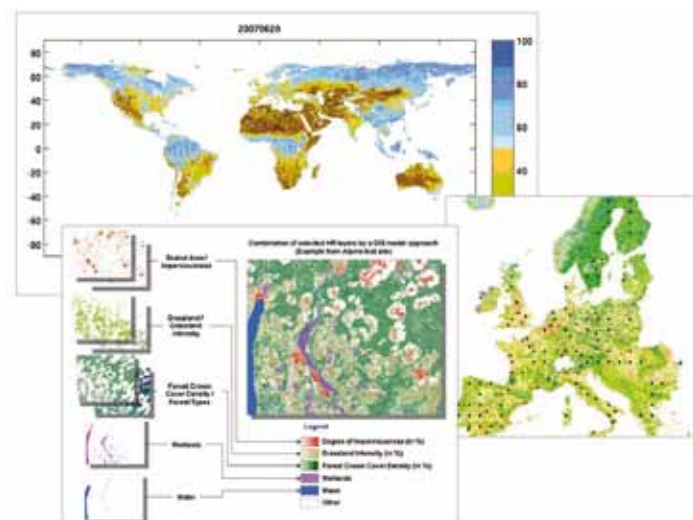 20070628
80
60
40
20
0
-20
-40
-60
-80
100
80
60
40
Combination of selected HR layers by a GIS model approach
(Example from Alpine test site)
Sealed Area/
Imperviousness
Grassland/
Grassland
Intensity
Forest Crown
Cover Density /
Forest Types
Wetlands
Water
Legend
Degree of Imperviousness (in %)
Grassland Intensity (in %)
Forest Crown Cover Density (in %)
Wetlands
Water
Other